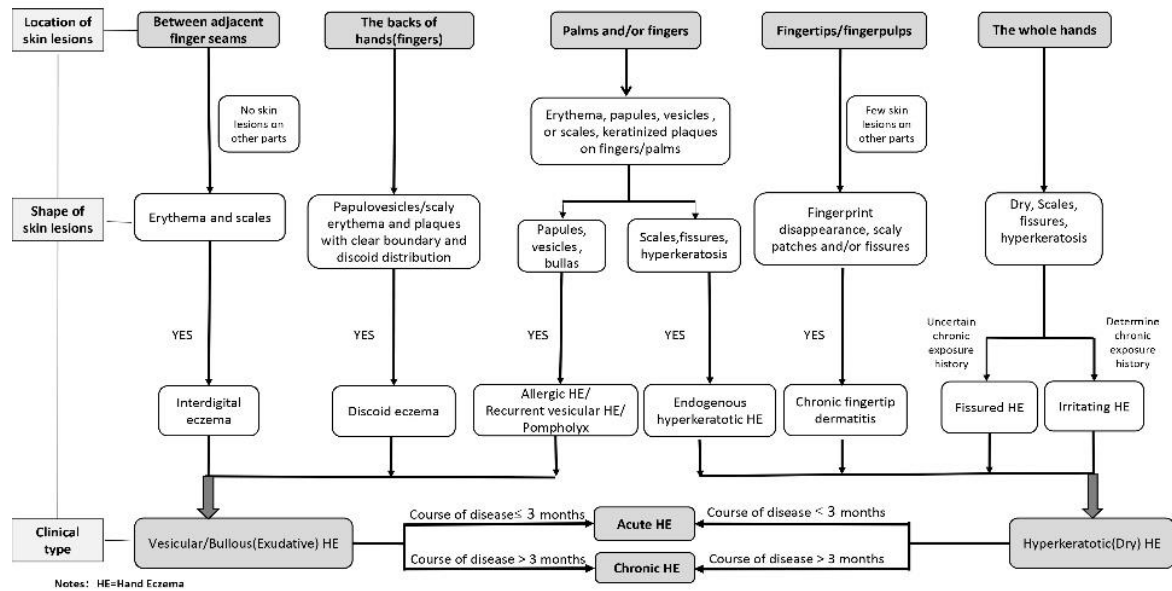 Location of
skin lesions
Between adjacent
finger seams
The backs of
hands(fingers)
Palms and/or fingers
Fingertips/fingerpulps
The whole hands
No skin
lesions on
other parts
Erythema, papules, vesicles ,
or scales, keratinized plaques
on fingers/palms
Few skin
lesions on
other parts
Shape of
skin lesions
Erythema and scales
Papulovesicles/scaly
erythema and plaques
with clear boundary and
discoid distribution
Papules,
vesicles,
bullas
Scales,fissures,
hyperkeratosis
Fingerprint
disappearance, scaly
patches and/or fissures
Dry, Scales,
fissures,
hyperkeratosis
YES
YES
YES
YES
YES
Uncertain
chronic
exposure
history
Determine
chronic
exposure
history
Interdigital
eczema
Discoid eczema
Allergic HE/
Recurrent vesicular HE/
Pompholyx
Endogenous
hyperkeratotic HE
Chronic fingertip
dermatitis
Fissured HE
Irritating HE
Clinical
type
Vesicular/Bullous(Exudative) HE
Course of disease≤ 3 months
Acute HE
Course of disease < 3 months
Hyperkeratotic(Dry) HE
Course of disease > 3 months
Chronic HE
Course of disease > 3 months
Notes: HE=Hand Eczema